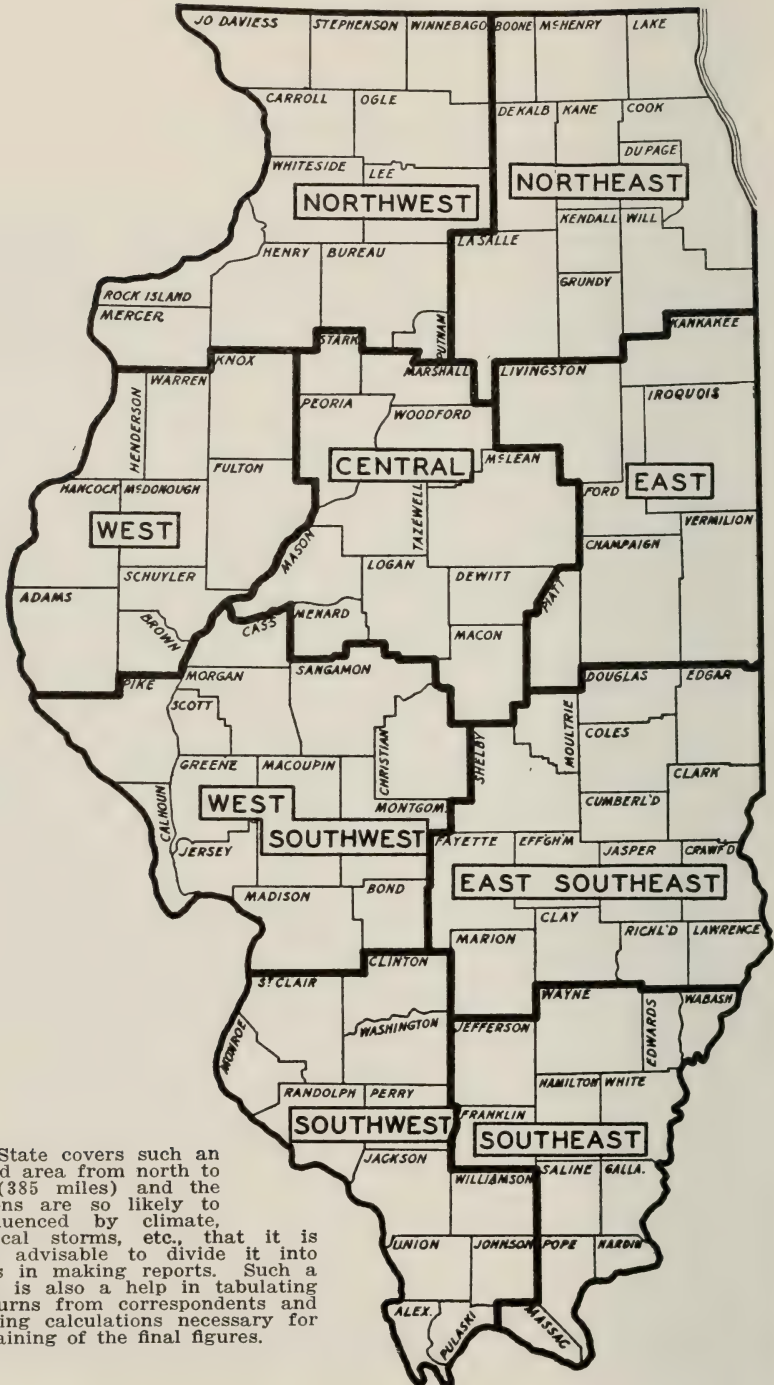 JO DAVIESS STEPHENSON WINNEBAGO BOONE McHENRY LAKE
CARROLL OGLE DEKALB KANE COOK
DU PAGE
WHITESIDE LEE
NORTHWEST NORTHEAST
KENDALL WILL
HENRY BUREAU LASALLE
GRUNDY
ROCK ISLAND
MERCER
PUTNAM
STARK
KANKAKEE
KNOX
MARSHALL LIVINGSTON
WARREN
IROQUOIS
HENDERSON
PEORIA
WOODFORD
CENTRAL
McLEAN
FULTON
EAST
HANCOCK McDONOUGH
FORD
TAZEWELL
WEST
VERMILION
MASON
CHAMPAIGN
LOGAN
SCHUYLER
DEWITT
PIATT
ADAMS
BROWN
CASS
MENARD
MACON
PIKE
MORGAN
SANGAMON
DOUGLAS EDGAR
SCOTT
MOULTRIE
COLES
CHRISTIAN
SHELBY
GREENE MACOUPIN
CLARK
WEST
CUMBERL'D
MONTGOM.
CALHOUN
SOUTHWEST
FAYETTE EFFGH'M
JERSEY
JASPER CRAWF'D
EAST SOUTHEAST
MADISON
BOND
CLAY
MARION
RICHL'D LAWRENCE
CLINTON
ST CLAIR
WAYNE
WABASH
EDWARDS
WASHINGTON
JEFFERSON
MONROE
HAMILTON WHITE
RANDOLPH PERRY
FRANKLIN
SOUTHWEST SOUTHEAST
JACKSON
SALINE GALLA.
WILLIAMSON
UNION JOHNSON POPE HARDIN
ALEX.
PULASKI
MASSAC
State covers such an
d area from north to
(385 miles) and the
ns are so likely to
uenced by climate,
cal storms, etc., that it is
advisable to divide it into
s in making reports. Such a
is also a help in tabulating
urns from correspondents and
ing calculations necessary for
aining of the final figures.